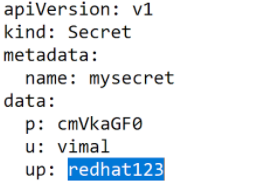 apiVersion: v1
kind: Secret
metadata:
  name: mysecret
data:
  p: cmVkaGF0
  u: vimal
  up: redhat123